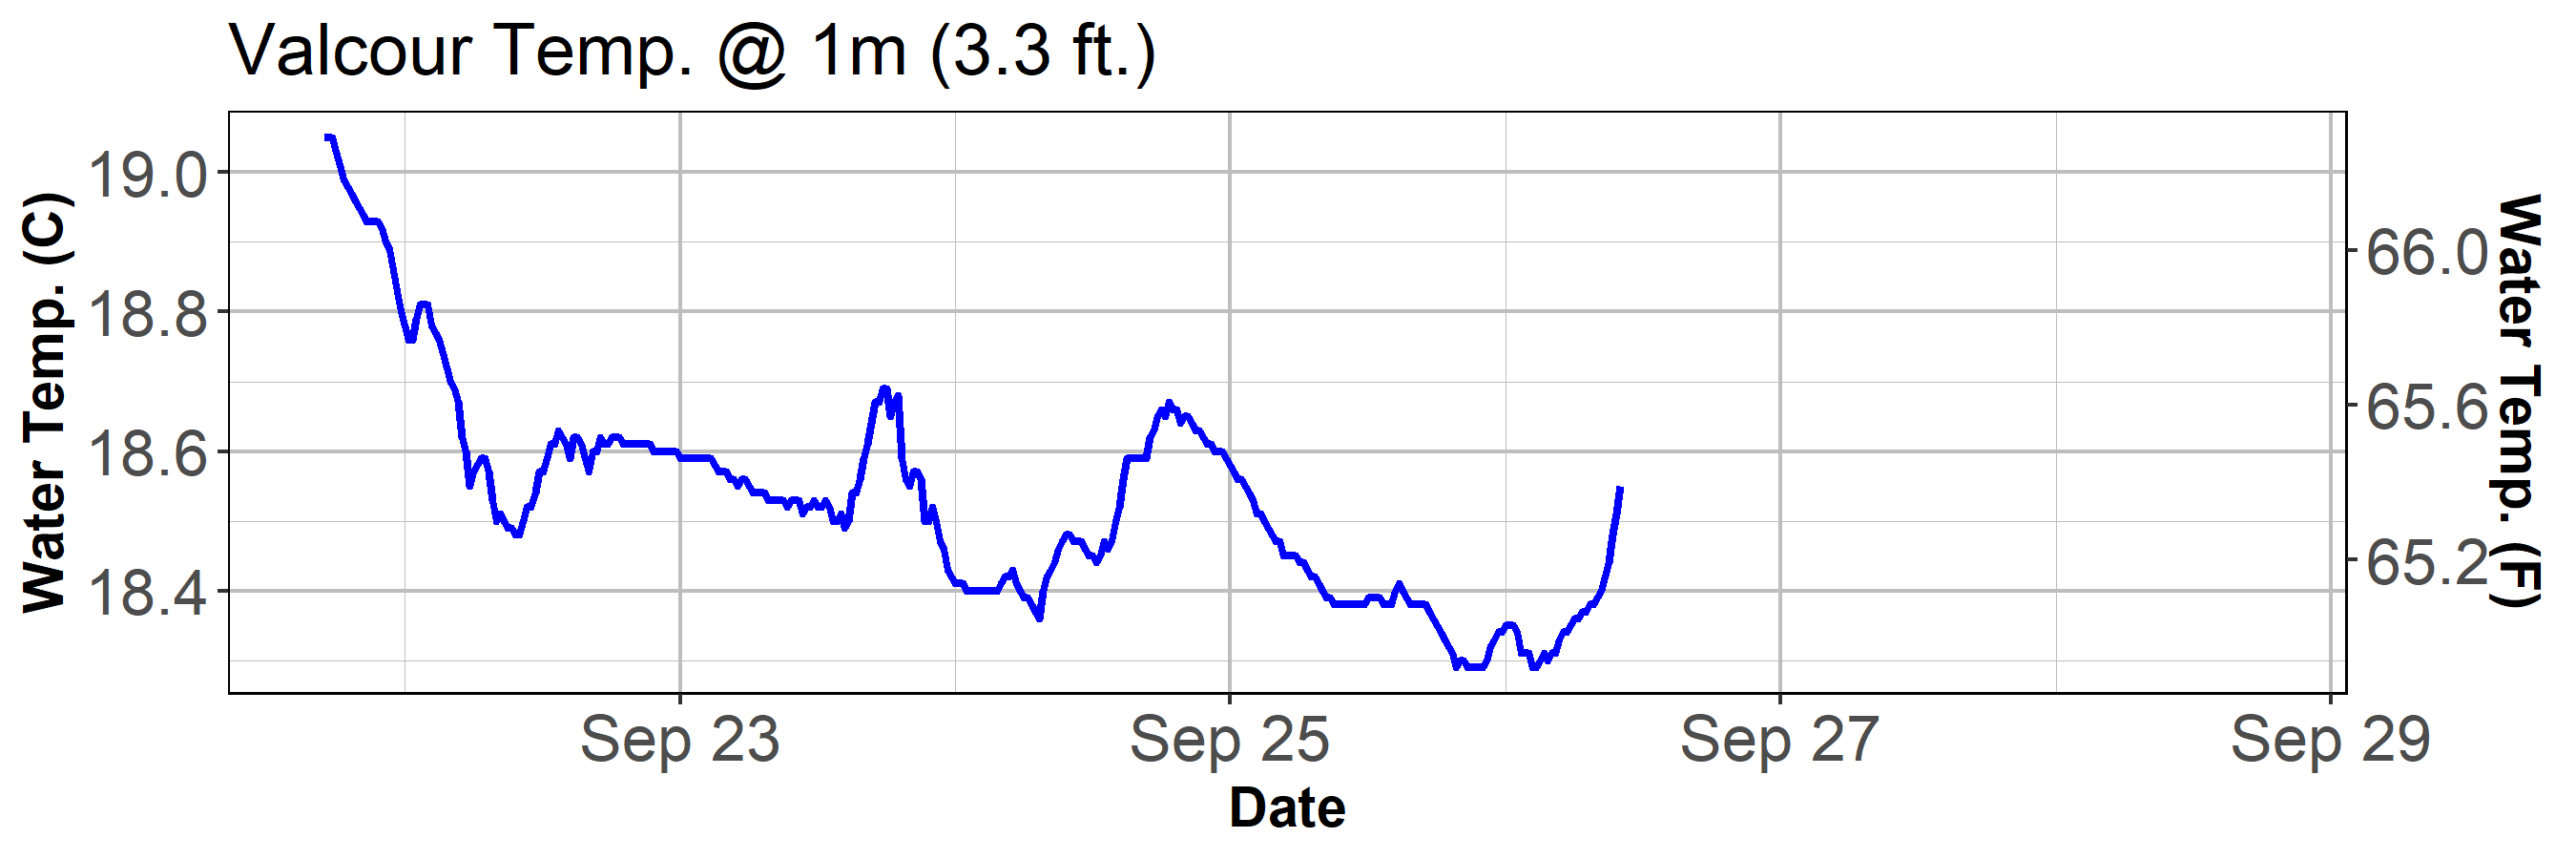 Valcour Temp. @ 1m (3.3 ft.)
Water Temp. (C)
19.0
18.8
18.6
18.4
66.0
65.6
65.2
Water Temp. (F)
Sep 23 Sep 25 Sep 27 Sep 29
Date